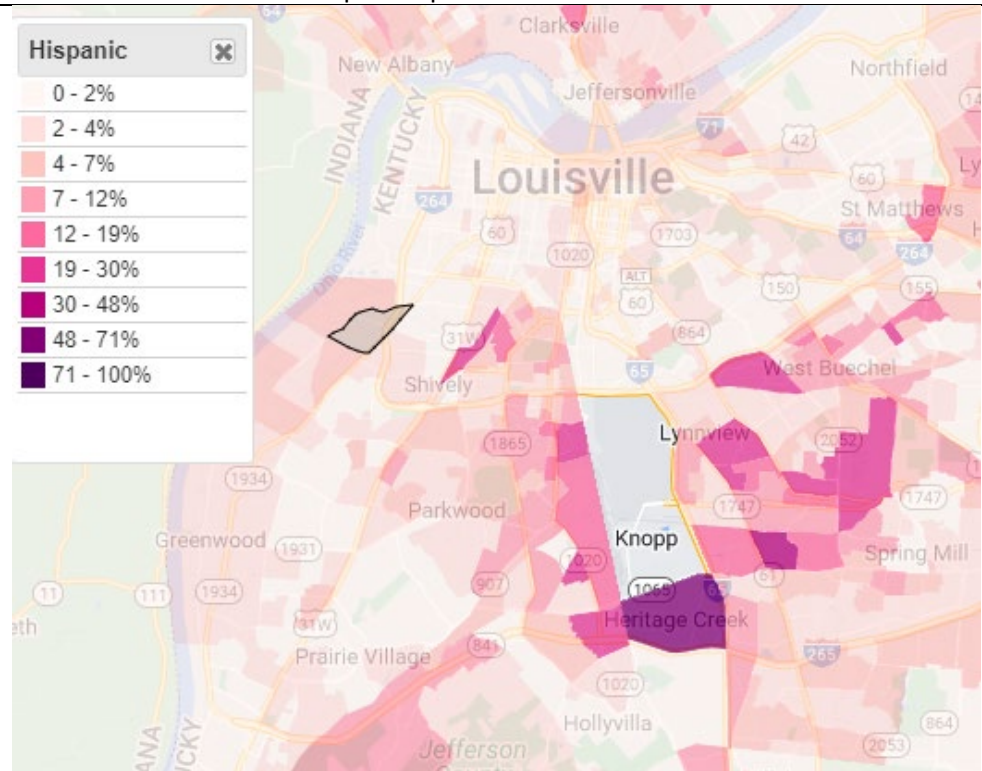 Hispanic
0 - 2%
2 - 4%
4 - 7%
7 - 12%
12 - 19%
19 - 30%
30 - 48%
48 - 71%
71 - 100%
64
Clarksville
New Albany
Northfield
Jeffersonville
INDIANA
KENTUCKY
71
42
Louisville
60
264
St Matthews
60
1703
64
264
1020
Ohio River
ALT
60
150
155
31W
864
65
West Buechel
Shively
Lynnview
1865
2052
1934
1747
Parkwood
1747
Knopp
Greenwood
1931
Spring Mill
1020
61
11
111
1934
907
1065
65
31W
Heritage Creek
841
265
Prairie Village
1020
Hollyvilla
864
2053
Jefferson